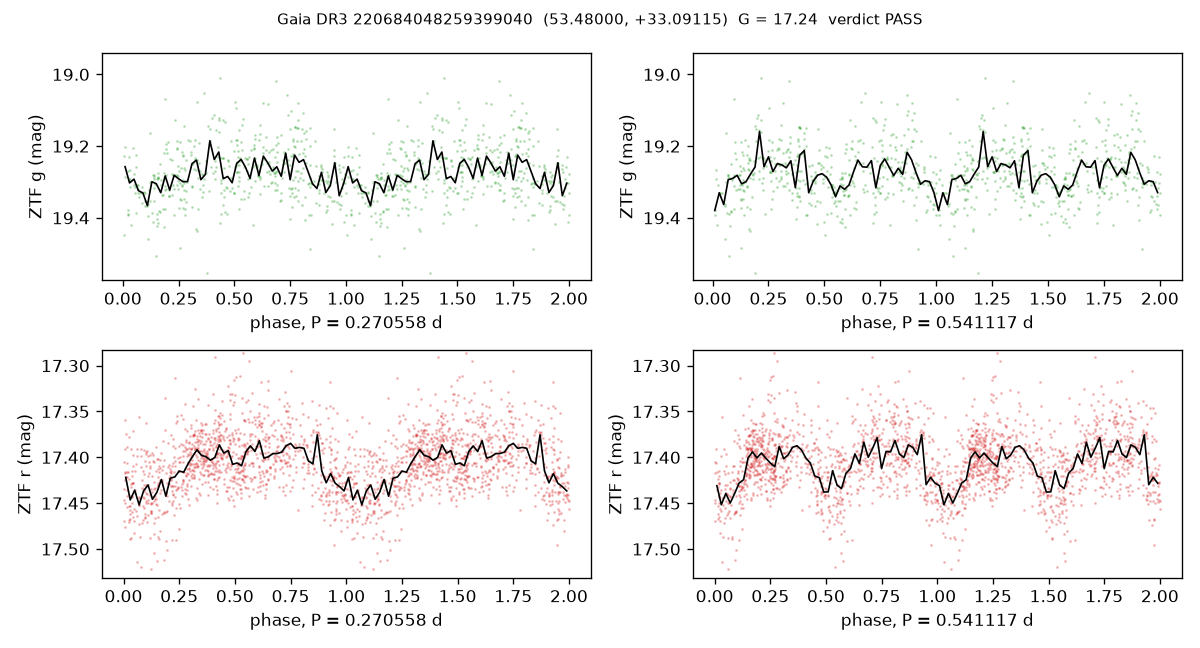 Gaia DR3 220684048259399040  (53.48000, +33.09115)  G = 17.24  verdict PASS
ZTF g (mag)
19.0
19.2
19.4
0.00 0.25 0.50 0.75 1.00 1.25 1.50 1.75 2.00
phase, P = 0.270558 d
ZTF g (mag)
19.0
19.2
19.4
0.00 0.25 0.50 0.75 1.00 1.25 1.50 1.75 2.00
phase, P = 0.541117 d
ZTF r (mag)
17.30
17.35
17.40
17.45
17.50
0.00 0.25 0.50 0.75 1.00 1.25 1.50 1.75 2.00
phase, P = 0.270558 d
ZTF r (mag)
17.30
17.35
17.40
17.45
17.50
0.00 0.25 0.50 0.75 1.00 1.25 1.50 1.75 2.00
phase, P = 0.541117 d